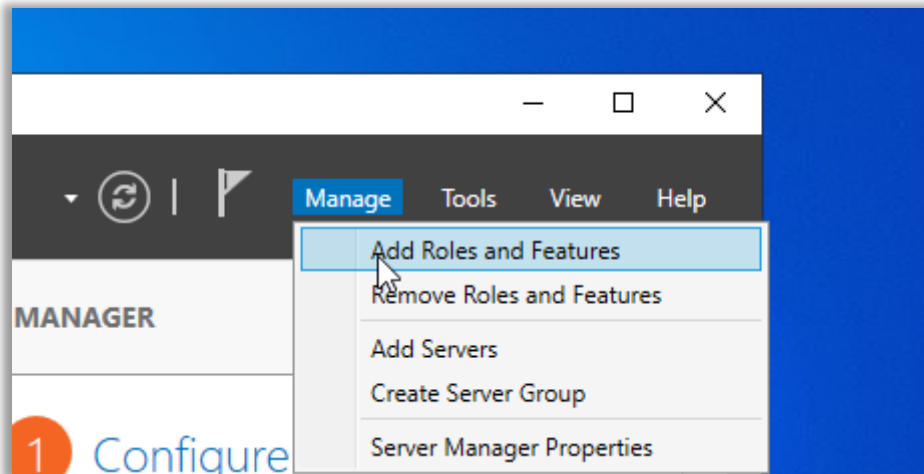 Manage Tools View Help
Add Roles and Features
Remove Roles and Features
MANAGER
Add Servers
Create Server Group
1 Configure
Server Manager Properties